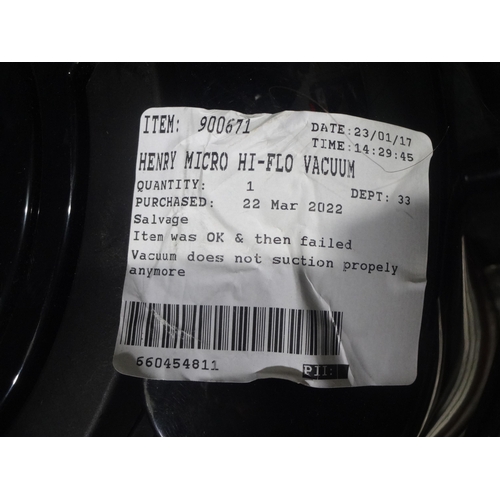 ITEM: 900671 DATE:23/01/17
TIME:14:29:45
HENRY MICRO HI-FLO VACUUM
QUANTITY: 1 DEPT: 33
PURCHASED: 22 Mar 2022
Salvage
Item was OK & then failed
Vacuum does not suction propely
anymore
660454811